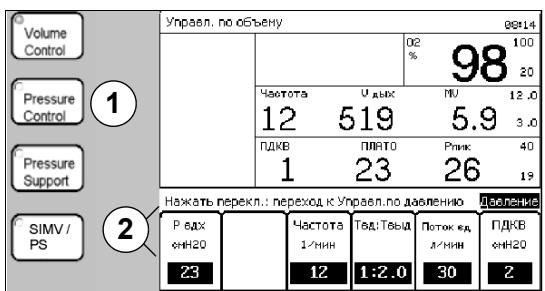 Volume
Control
Pressure
Control
1
Pressure
Support
SIMV /
PS
2
Управл. по объему
08:14
O2
%
98
100
20
Частота
V дых
MV
12.0
12
519
5.9
3.0
ПДКВ
ПЛАТО
Pпик
40
1
23
26
19
Нажать перекл.: переход к Управл.по давлению Давление
P вдх
Частота
Твд:Твыд
Поток вд
ПДКВ
смH2O
1/мин
л/мин
смH2O
23
12
1:2.0
30
2